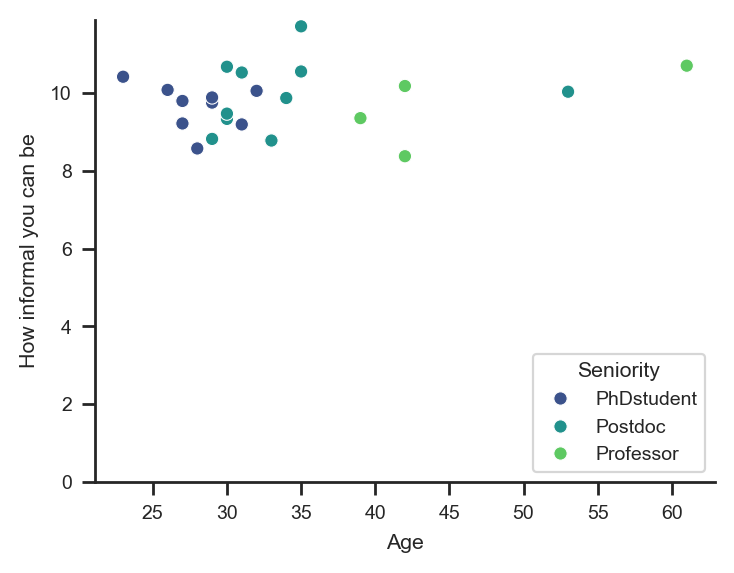 How informal you can be
10
8
6
4
2
0
25 30 35 40 45 50 55 60
Age
Seniority
PhDstudent
Postdoc
Professor